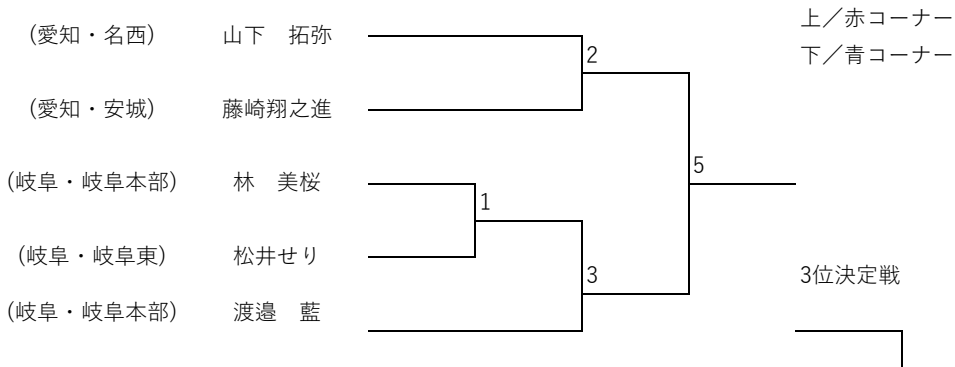 上／赤コーナー
(愛知・名西) 山下 拓弥
2
下／青コーナー
(愛知・安城) 藤崎翔之進
5
(岐阜・岐阜本部) 林 美桜
1
(岐阜・岐阜東) 松井せり
3
3位決定戦
(岐阜・岐阜本部) 渡邉 藍